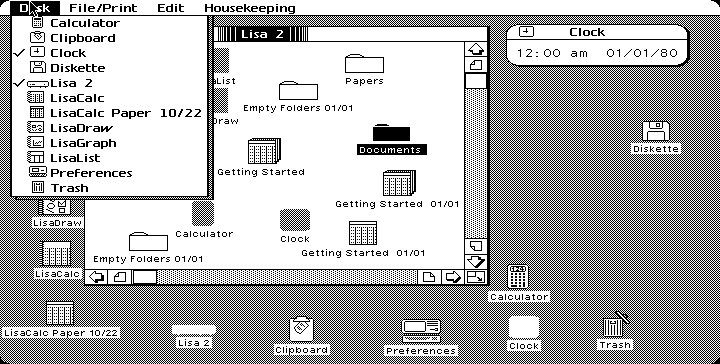 Desk File/Print Edit Housekeeping
Calculator
Clipboard
Clock
Diskette
Lisa 2
LisaCalc
LisaCalc Paper 10/22
LisaDraw
LisaGraph
LisaList
Preferences
Trash
Lisa 2
Clock
12:00 am 01/01/80
List
Papers
Empty Folders 01/01
Draw
Documents
Getting Started
Getting Started 01/01
Calculator
Clock
Getting Started 01/01
Empty Folders 01/01
Diskette
LisaDraw
LisaCalc
LisaCalc Paper 10/22
Lisa 2
Clipboard
Preferences
Calculator
Clock
Trash